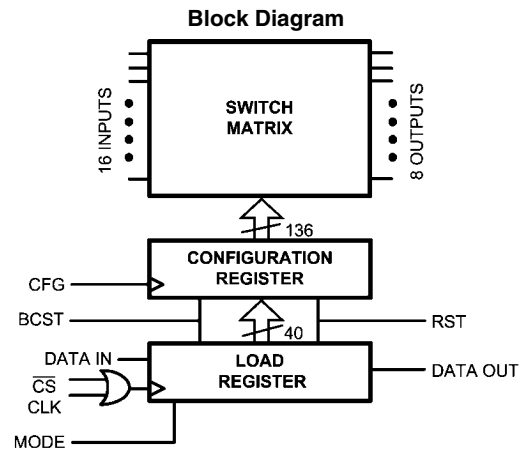 Block Diagram
16 INPUTS
SWITCH
MATRIX
8 OUTPUTS
136
CONFIGURATION
REGISTER
CFG
BCST
40
RST
DATA IN
LOAD
REGISTER
DATA OUT
C̅S̅
CLK
MODE